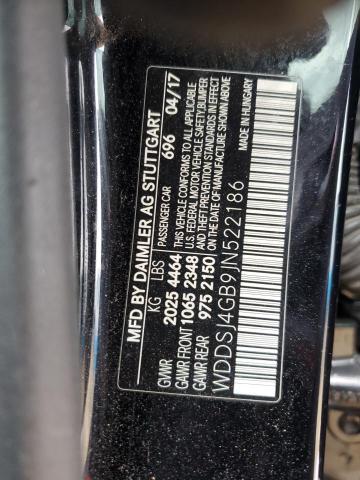 MFD BY DAIMLER AG STUTTGART
KG LBS PASSENGER CAR 696 04/17
GVWR 2025 4464 THIS VEHICLE CONFORMS TO ALL APPLICABLE
GAWR FRONT 1065 2348 U.S. FEDERAL MOTOR VEHICLE SAFETY,BUMPER
GAWR REAR 975 2150 AND THEFT PREVENTION STANDARDS IN EFFECT
ON THE DATE OF MANUFACTURE SHOWN ABOVE
WDDSJ4GB9JN522186 MADE IN HUNGARY